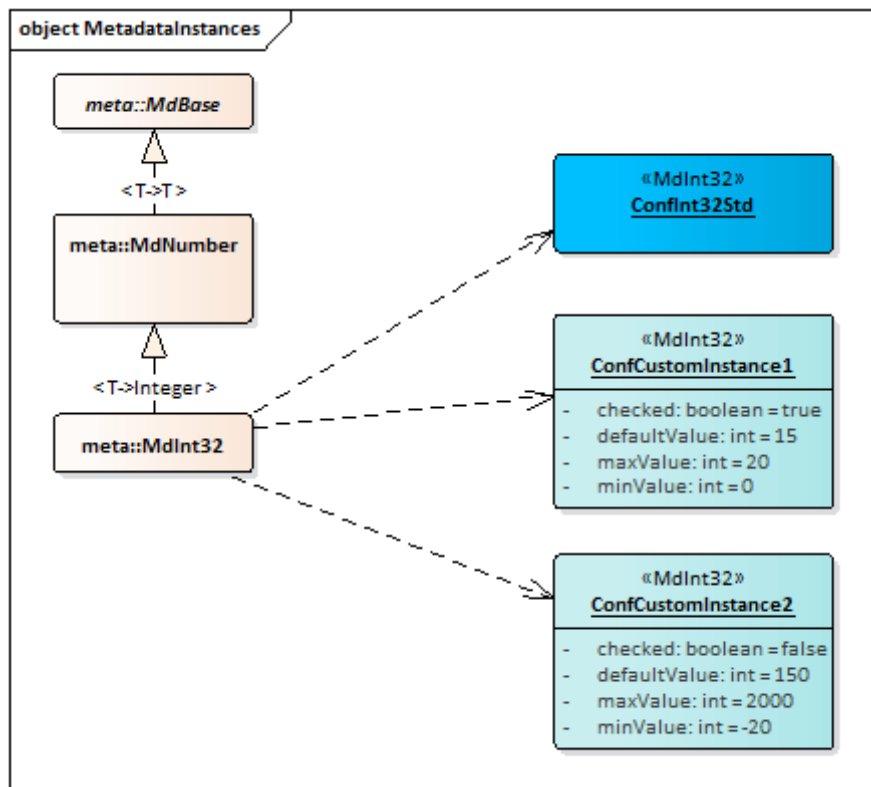 object MetadataInstances
meta::MdBase
<T->T>
meta::MdNumber
<T->Integer>
meta::MdInt32
«MdInt32»
ConfInt32Std
«MdInt32»
ConfCustomInstance1
- checked: boolean = true
- defaultValue: int = 15
- maxValue: int = 20
- minValue: int = 0
«MdInt32»
ConfCustomInstance2
- checked: boolean = false
- defaultValue: int = 150
- maxValue: int = 2000
- minValue: int = -20